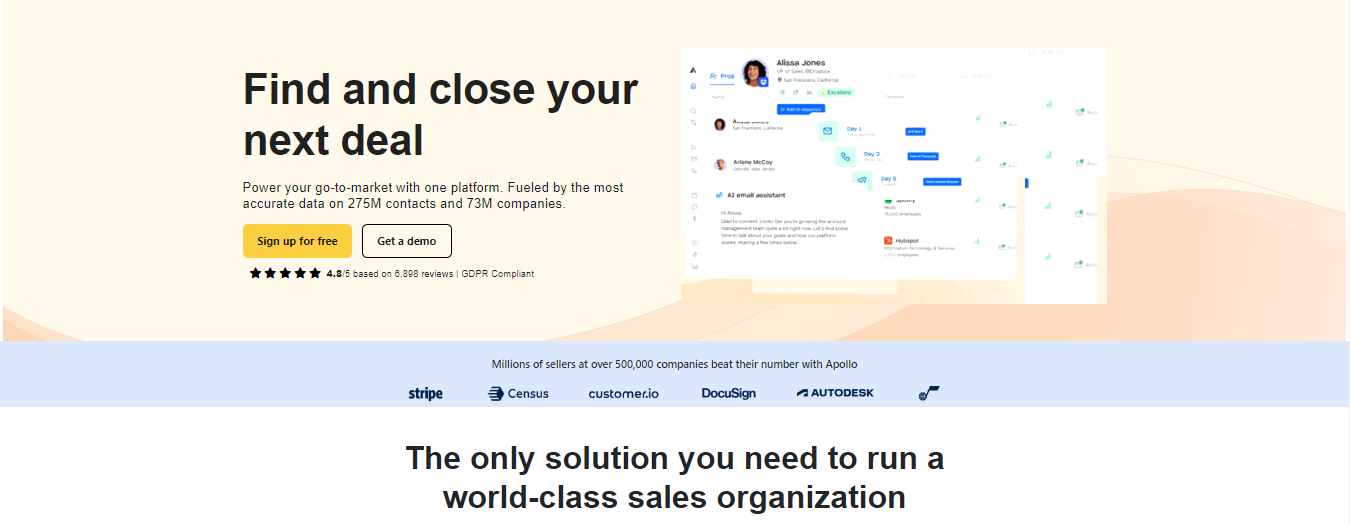 Find and close your
next deal
Power your go-to-market with one platform. Fueled by the most
accurate data on 275M contacts and 73M companies.
Sign up for free
Get a demo
4.8/5 based on 6,898 reviews | GDPR Compliant
Pros
Alissa Jones
VP of Sales, @Dropbox
San Francisco, California
Excellent
Name
Company
Add to sequence
Alissa Jones
San Francisco, California
Day 1
Arlene McCoy
Day 3
Day 5
AI email assistant
Hi Alissa,
Glad to connect. Looks like you're growing the account
management team quite a bit right now. Let's find some
time to talk about your goals and how our platform
scales, sharing a few times below.
Spotify
Music
Hubspot
Information Technology & Services
employees
Millions of sellers at over 500,000 companies beat their number with Apollo
stripe
Census
customer.io
DocuSign
AUTODESK
The only solution you need to run a
world-class sales organization